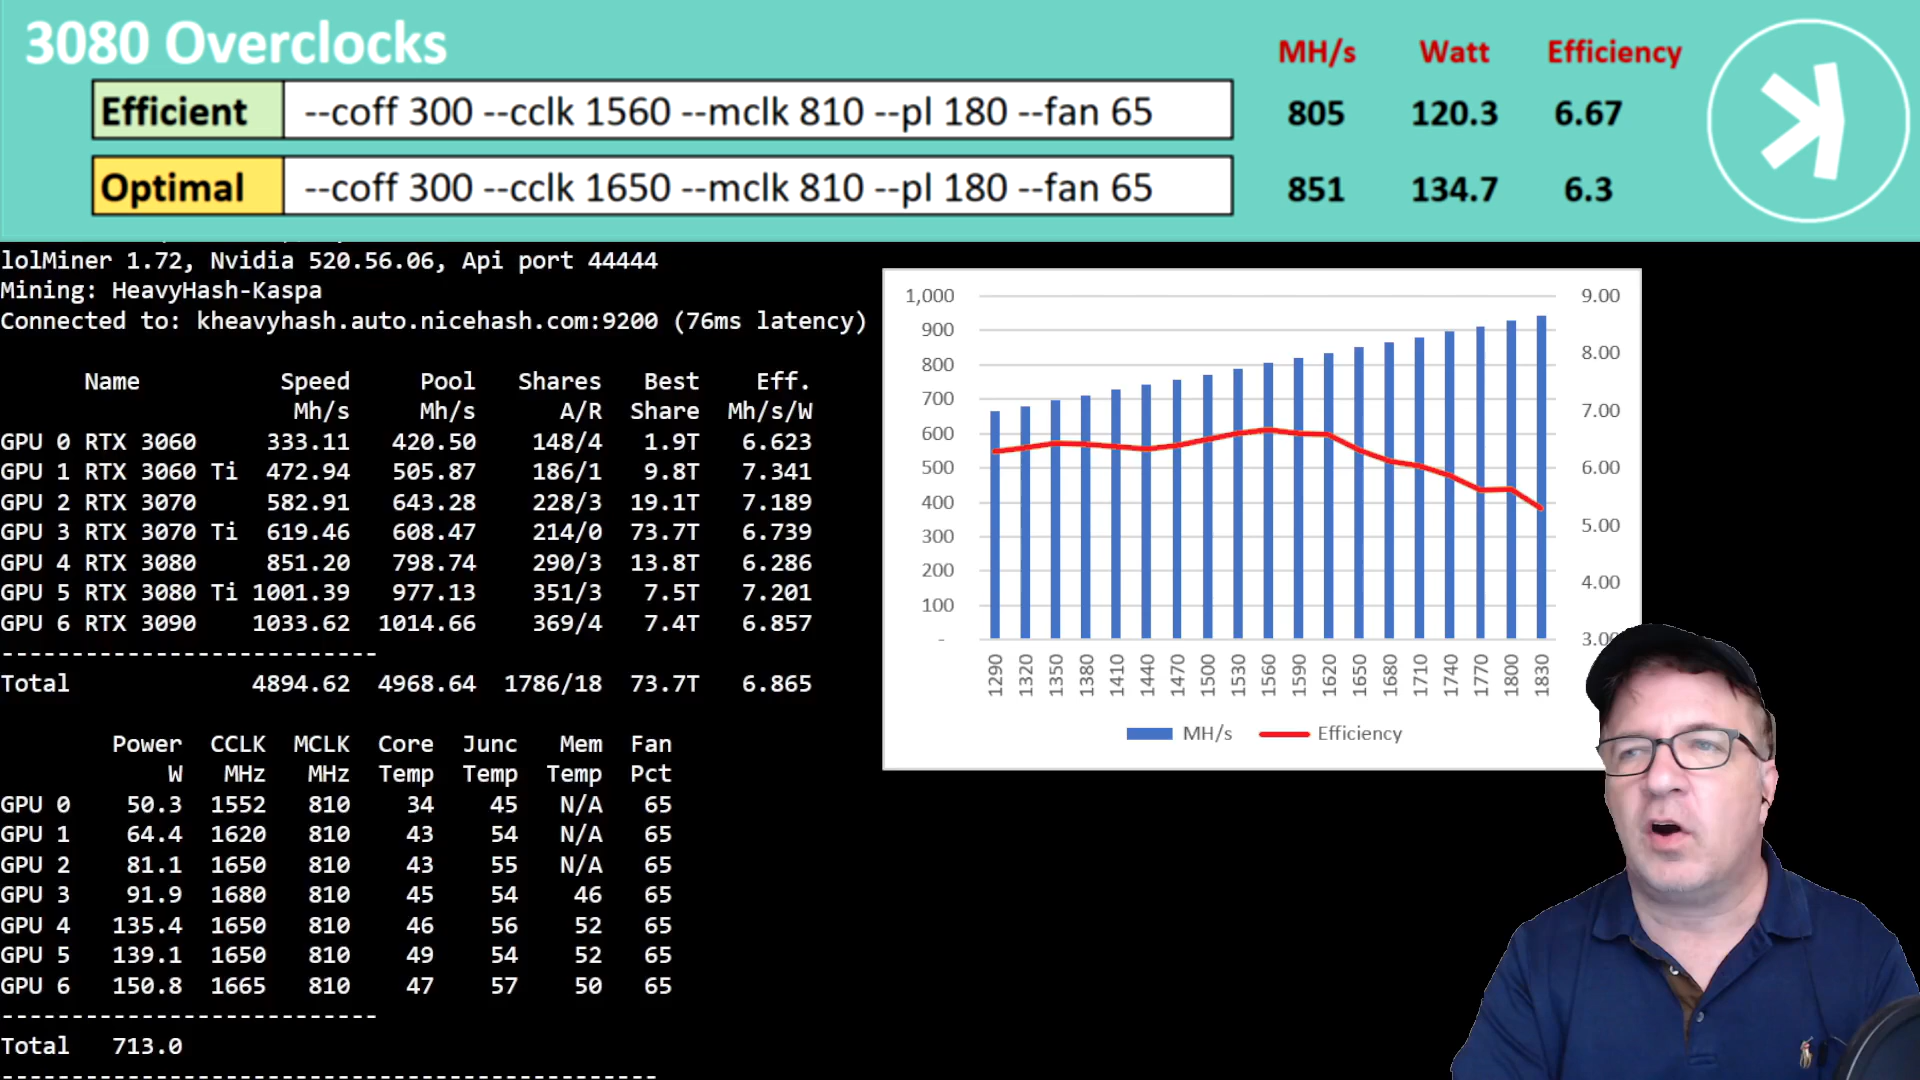 3080 Overclocks
MH/s Watt Efficiency
Efficient --coff 300 --cclk 1560 --mclk 810 --pl 180 --fan 65 805 120.3 6.67
Optimal --coff 300 --cclk 1650 --mclk 810 --pl 180 --fan 65 851 134.7 6.3
lolMiner 1.72, Nvidia 520.56.06, Api port 44444
Mining: HeavyHash-Kaspa
Connected to: kheavyhash.auto.nicehash.com:9200 (76ms latency)
Name Speed Pool Shares Best Eff.
Mh/s Mh/s A/R Share Mh/s/W
GPU 0 RTX 3060 333.11 420.50 148/4 1.9T 6.623
GPU 1 RTX 3060 Ti 472.94 505.87 186/1 9.8T 7.341
GPU 2 RTX 3070 582.91 643.28 228/3 19.1T 7.189
GPU 3 RTX 3070 Ti 619.46 608.47 214/0 73.7T 6.739
GPU 4 RTX 3080 851.20 798.74 290/3 13.8T 6.286
GPU 5 RTX 3080 Ti 1001.39 977.13 351/3 7.5T 7.201
GPU 6 RTX 3090 1033.62 1014.66 369/4 7.4T 6.857
---------------------------
Total 4894.62 4968.64 1786/18 73.7T 6.865
Power CCLK MCLK Core Junc Mem Fan
W MHz MHz Temp Temp Temp Pct
GPU 0 50.3 1552 810 34 45 N/A 65
GPU 1 64.4 1620 810 43 54 N/A 65
GPU 2 81.1 1650 810 43 55 N/A 65
GPU 3 91.9 1680 810 45 54 46 65
GPU 4 135.4 1650 810 46 56 52 65
GPU 5 139.1 1650 810 49 54 52 65
GPU 6 150.8 1665 810 47 57 50 65
---------------------------
Total 713.0
-----------------------------------------------
1,000 9.00
900
800 8.00
700 7.00
600
500 6.00
400
300 5.00
200 4.00
100
- 3.00
1290 1320 1350 1380 1410 1440 1470 1500 1530 1560 1590 1620 1650 1680 1710 1740 1770 1800 1830
MH/s Efficiency